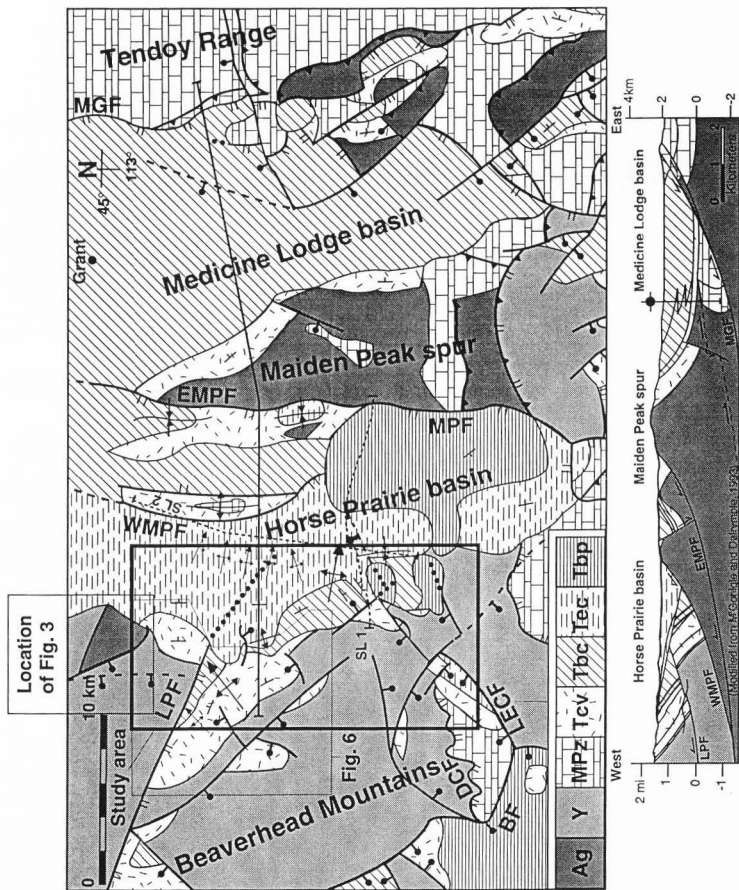 Location
of Fig. 3
Tendoy Range
MGF
N
45°
113°
Grant
Medicine Lodge basin
Maiden Peak spur
EMPF
MPF
SL 2
WMPF
Horse Prairie basin
SL 1
LPF
10 km
0
Study area
Fig. 6
Beaverhead Mountains
DCF
LECF
BF
Ag
Y
MPz
Tcv
Tbc
Tec
Tbp
West
East
Horse Prairie basin
Maiden Peak spur
Medicine Lodge basin
2 mi
0
-1
4 km
2
0
-2
LPF
WMPF
EMPF
MGF
0
2
Kilometers
Modified from M'Gonigle and Dalrymple, 1993)